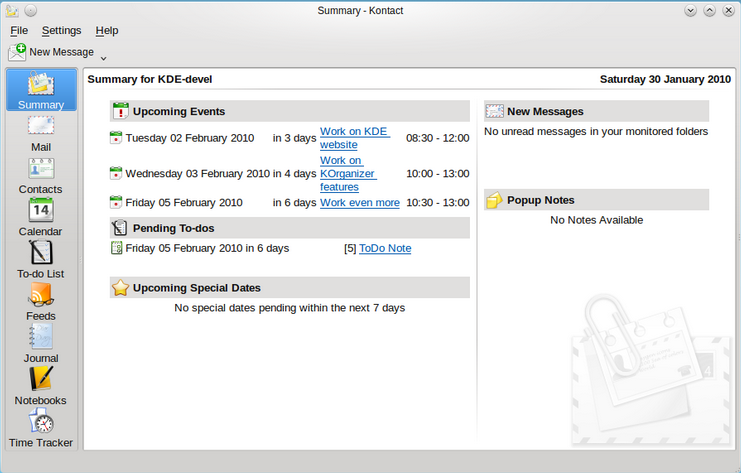 Summary - Kontact
File Settings Help
New Message
Summary
Mail
Contacts
14
Calendar
To-do List
Feeds
Journal
Notebooks
Time Tracker
Summary for KDE-devel Saturday 30 January 2010
Upcoming Events
Tuesday 02 February 2010 in 3 days Work on KDE 08:30 - 12:00
website
Wednesday 03 February 2010 in 4 days Work on 10:00 - 13:00
KOrganizer
features
Friday 05 February 2010 in 6 days Work even more 10:30 - 13:00
Pending To-dos
Friday 05 February 2010 in 6 days [5] ToDo Note
Upcoming Special Dates
No special dates pending within the next 7 days
New Messages
No unread messages in your monitored folders
Popup Notes
No Notes Available